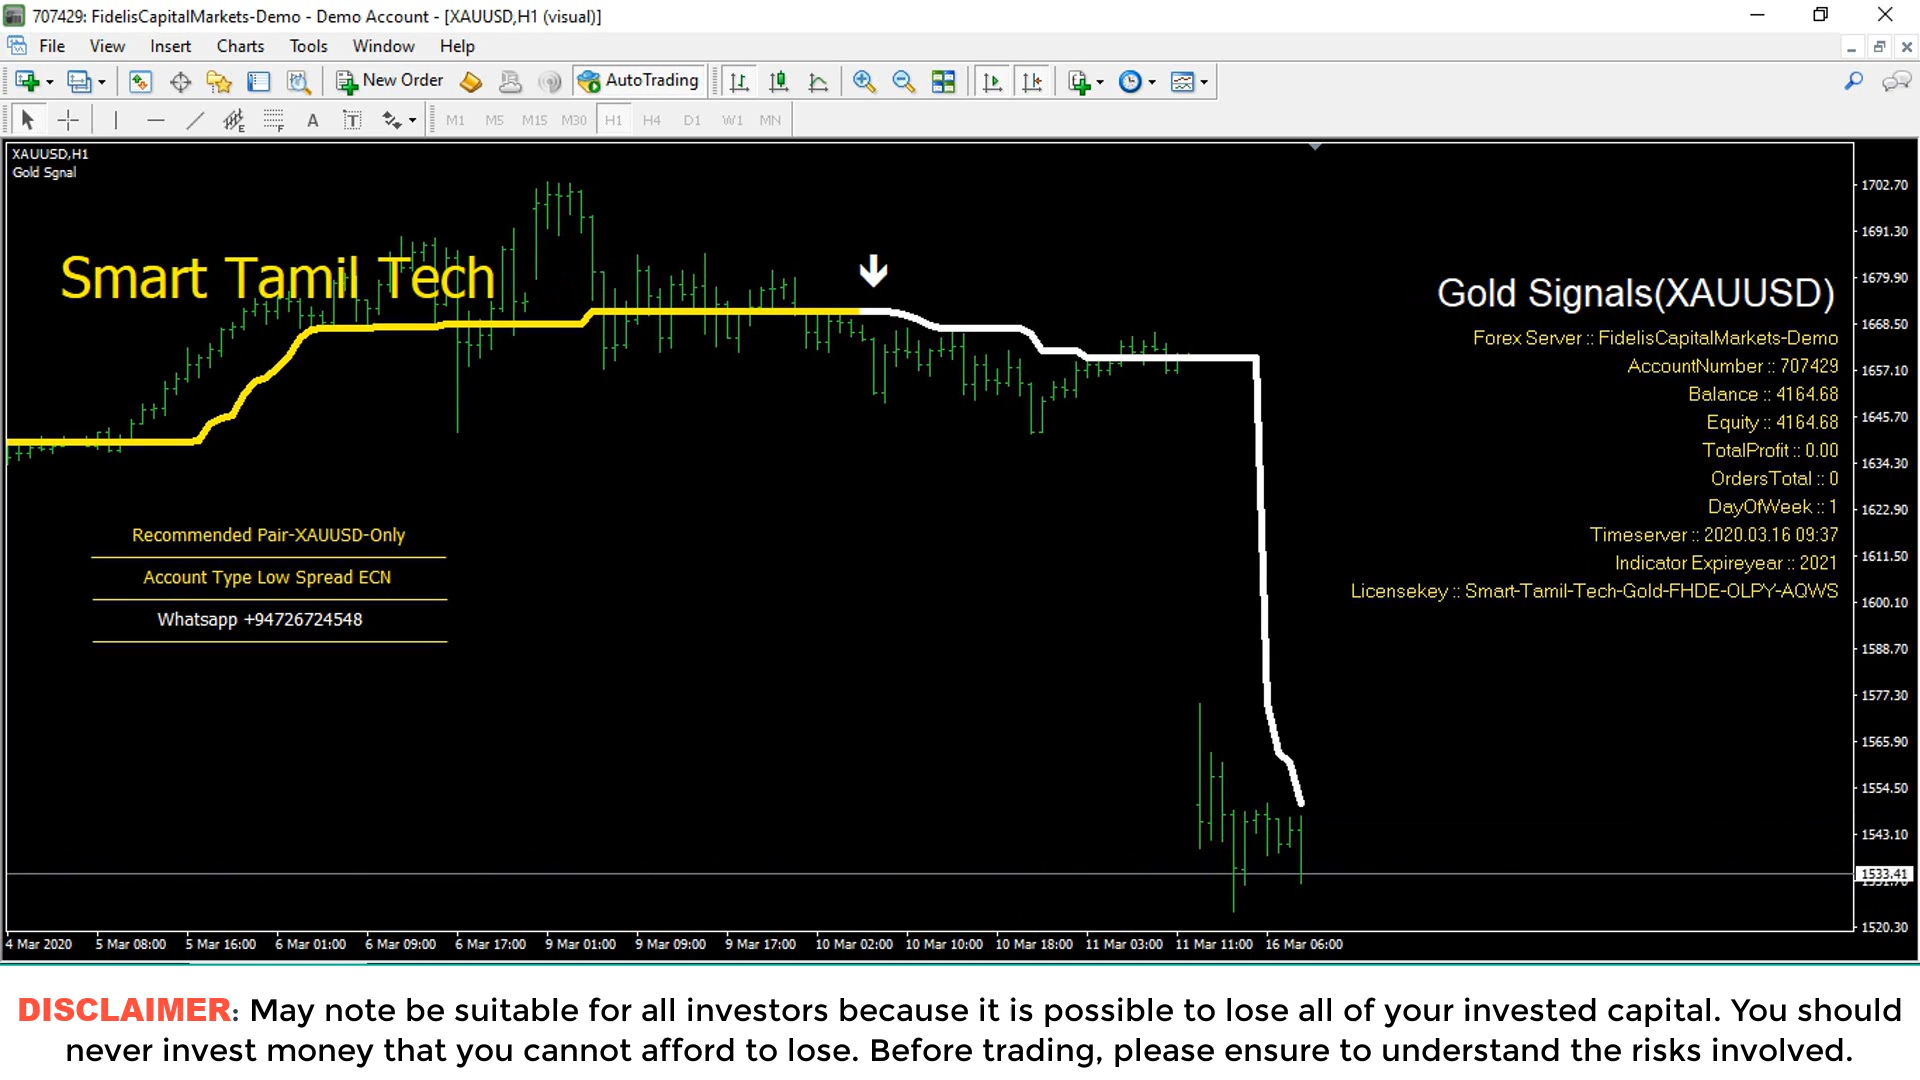 707429: FidelisCapitalMarkets-Demo - Demo Account - [XAUUSD,H1 (visual)]
File View Insert Charts Tools Window Help
New Order AutoTrading
E F A T M1 M5 M15 M30 H1 H4 D1 W1 MN
XAUUSD,H1
Gold Sgnal
Smart Tamil Tech
Recommended Pair-XAUUSD-Only
Account Type Low Spread ECN
Whatsapp +94726724548
Gold Signals(XAUUSD)
Forex Server :: FidelisCapitalMarkets-Demo
AccountNumber :: 707429
Balance :: 4164.68
Equity :: 4164.68
TotalProfit :: 0.00
OrdersTotal :: 0
DayOfWeek :: 1
Timeserver :: 2020.03.16 09:37
Indicator Expireyear :: 2021
Licensekey :: Smart-Tamil-Tech-Gold-FHDE-OLPY-AQWS
1702.70
1691.30
1679.90
1668.50
1657.10
1645.70
1634.30
1622.90
1611.50
1600.10
1588.70
1577.30
1565.90
1554.50
1543.10
1533.41
1520.30
4 Mar 2020 5 Mar 08:00 5 Mar 16:00 6 Mar 01:00 6 Mar 09:00 6 Mar 17:00 9 Mar 01:00 9 Mar 09:00 9 Mar 17:00 10 Mar 02:00 10 Mar 10:00 10 Mar 18:00 11 Mar 03:00 11 Mar 11:00 16 Mar 06:00
DISCLAIMER: May note be suitable for all investors because it is possible to lose all of your invested capital. You should
never invest money that you cannot afford to lose. Before trading, please ensure to understand the risks involved.